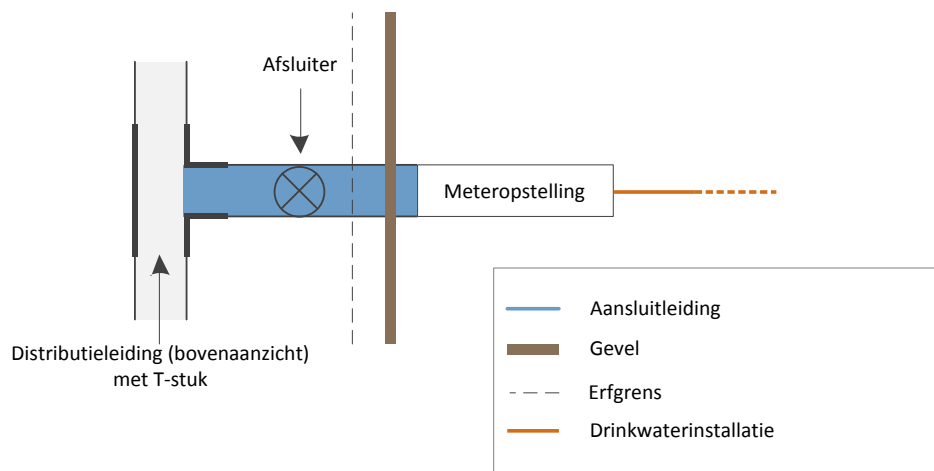 Afsluiter
Meteropstelling
Distributieleiding (bovenaanzicht)
met T-stuk
Aansluitleiding
Gevel
Erfgrens
Drinkwaterinstallatie